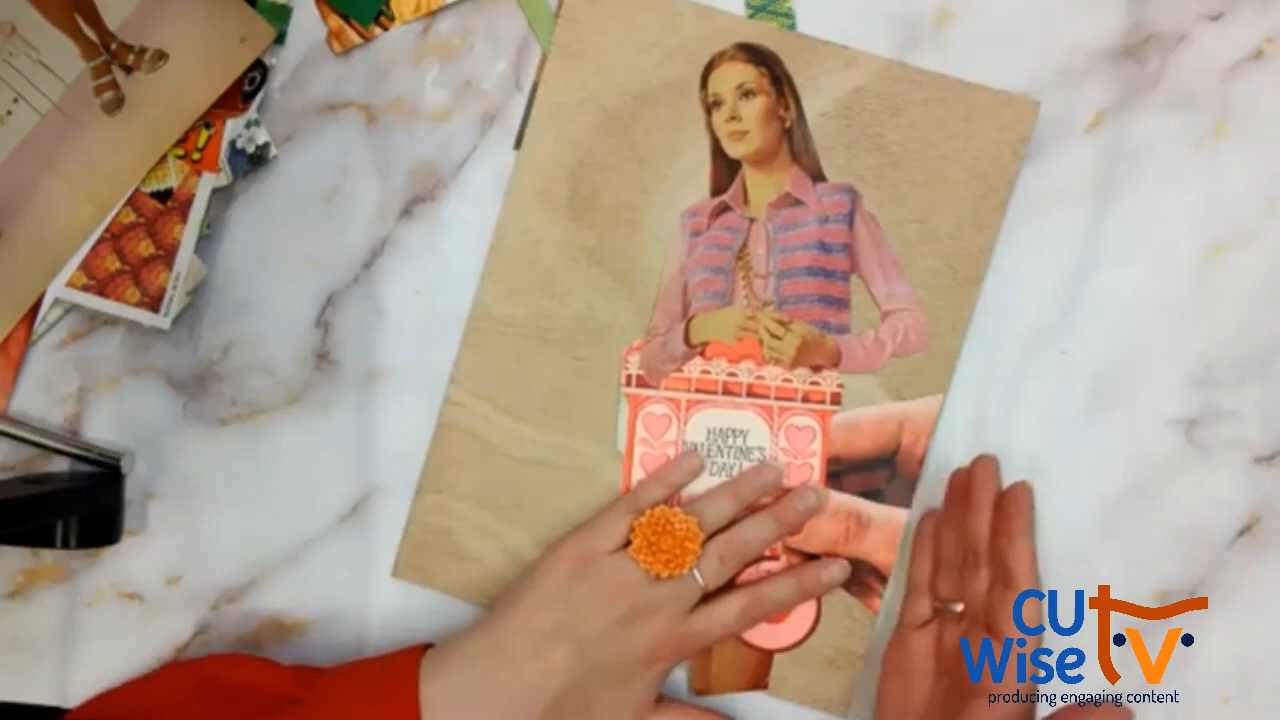 HAPPY
VALENTINE'S
DAY
CU tv
Wise
producing engaging content